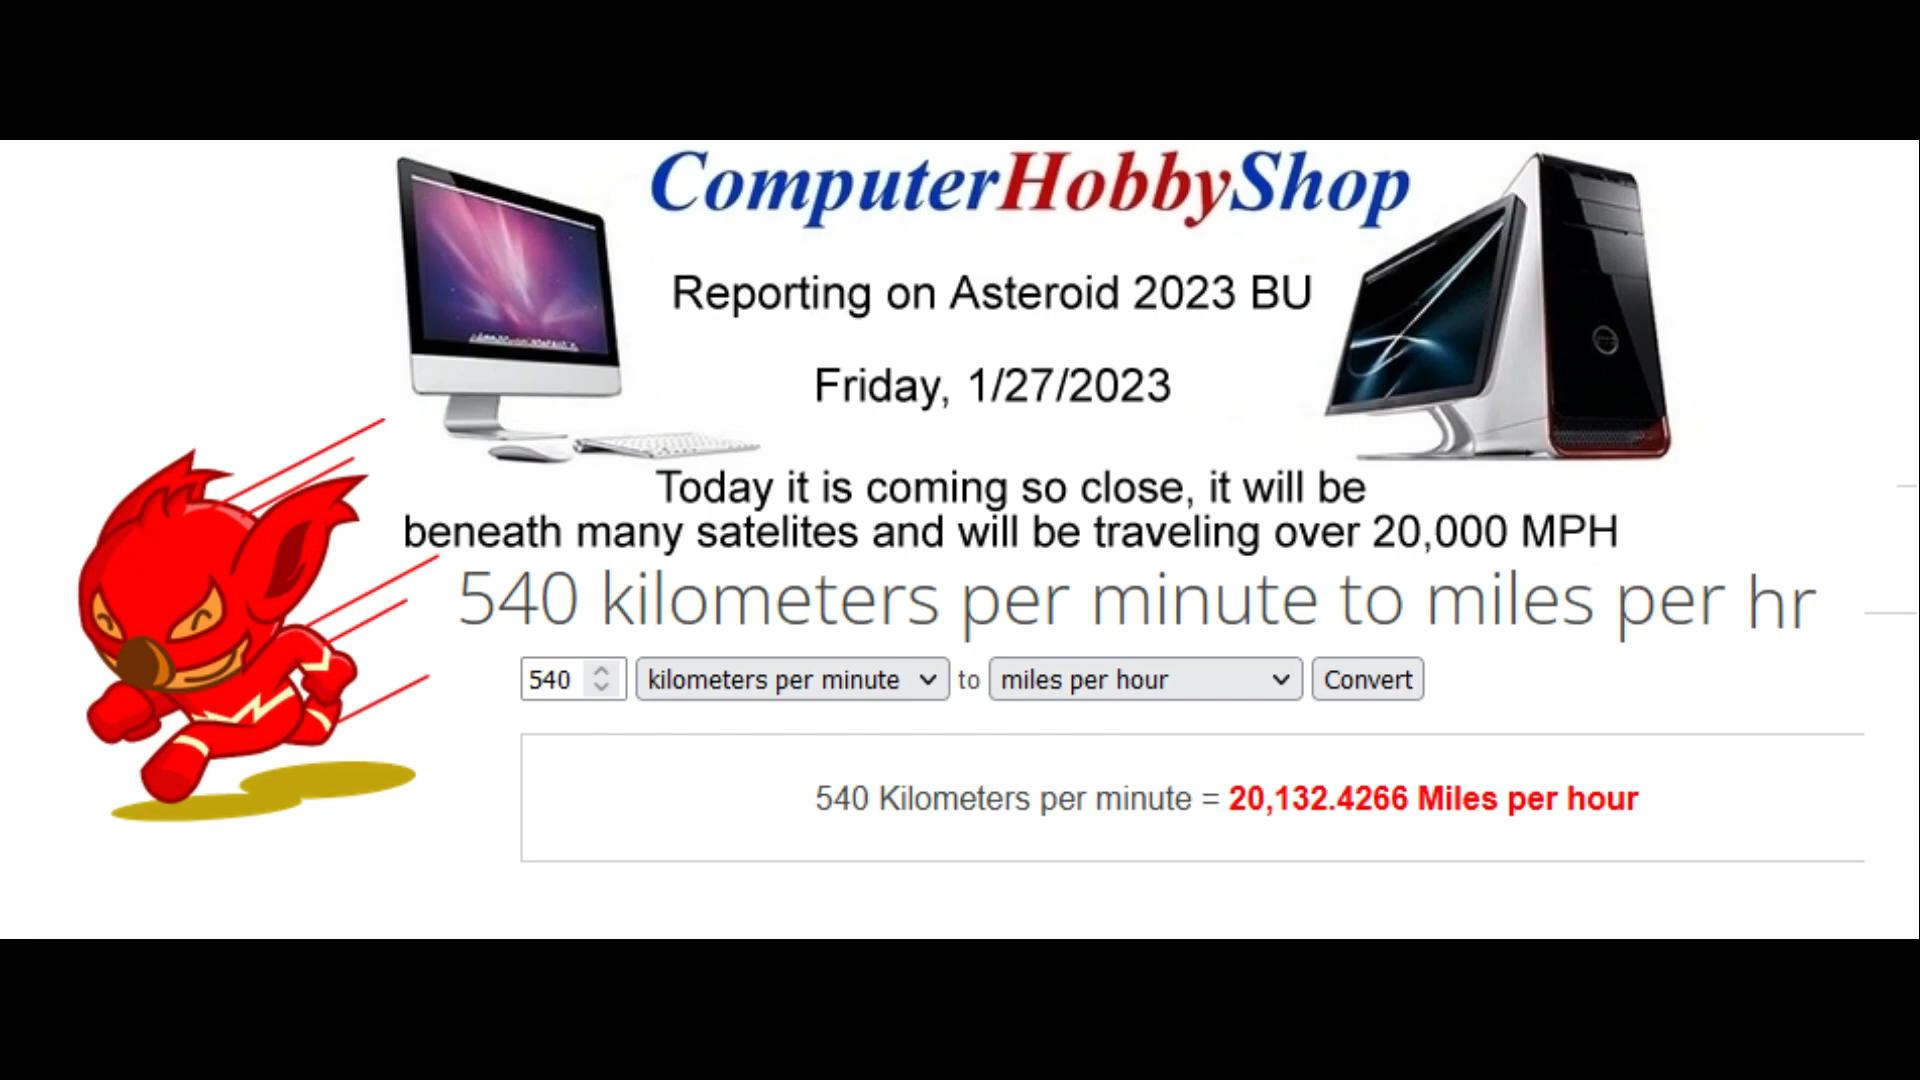 ComputerHobbyShop
Reporting on Asteroid 2023 BU
Friday, 1/27/2023
Today it is coming so close, it will be
beneath many satelites and will be traveling over 20,000 MPH
540 kilometers per minute to miles per hr
540 kilometers per minute to miles per hour Convert
540 Kilometers per minute = 20,132.4266 Miles per hour